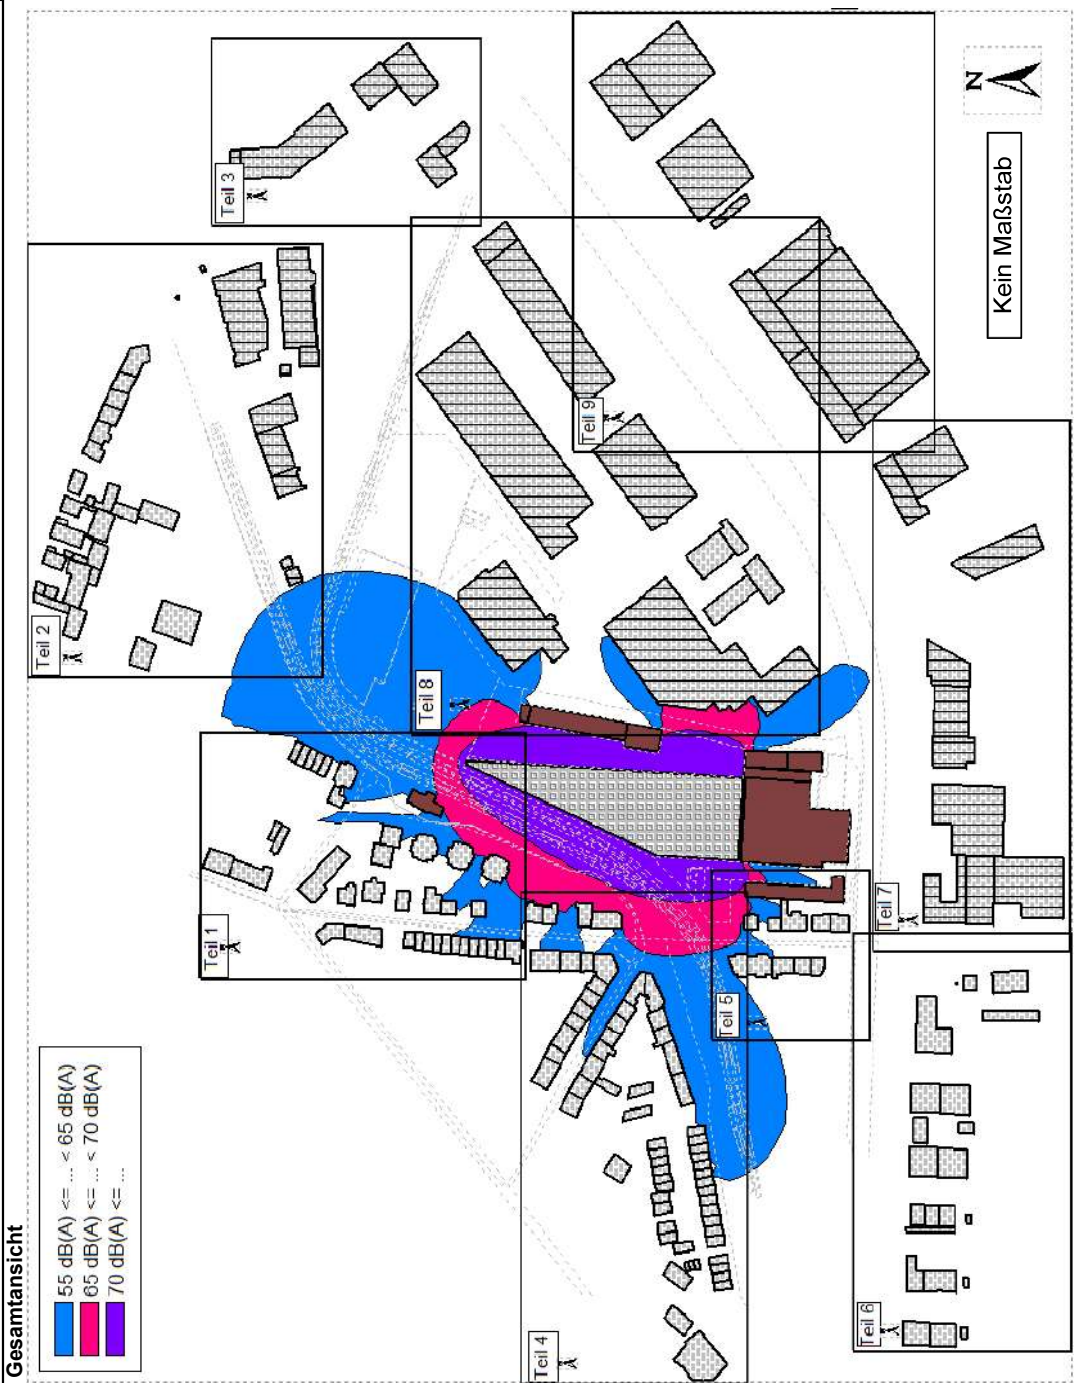 Gesamtansicht
55 dB(A) <= ... < 65 dB(A)
65 dB(A) <= ... < 70 dB(A)
70 dB(A) <= ...
Teil 1
Teil 2
Teil 3
Teil 4
Teil 5
Teil 6
Teil 7
Teil 8
Teil 9
N
Kein Maßstab